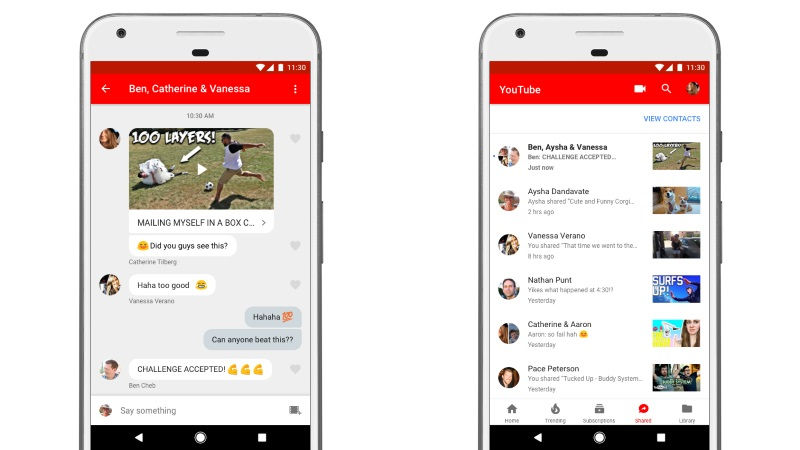 11:30
Ben, Catherine & Vanessa
10:30 AM
100 LAYERS!
MAILING MYSELF IN A BOX C...
🤗 Did you guys see this?
Catherine Tilberg
Haha too good 😂
Vanessa Verano
Hahaha 💯
Can anyone beat this??
CHALLENGE ACCEPTED! 💪💪💪
Ben Cheb
Say something
11:30
YouTube
VIEW CONTACTS
Ben, Aysha & Vanessa
Ben: CHALLENGE ACCEPTED...
Just now
100 LAYERS!
Aysha Dandavate
Aysha shared "Cute and Funny Corgi...
2 hrs ago
Vanessa Verano
You shared "That time we went to the...
8 hrs ago
Nathan Punt
Yikes what happened at 4:30!?
Yesterday
SURFS UP!
Catherine & Aaron
Aaron: so fail hah 🤗
Yesterday
Pace Peterson
You shared "Tucked Up - Buddy System...
Yesterday
Home
Trending
Subscriptions
Shared
Library